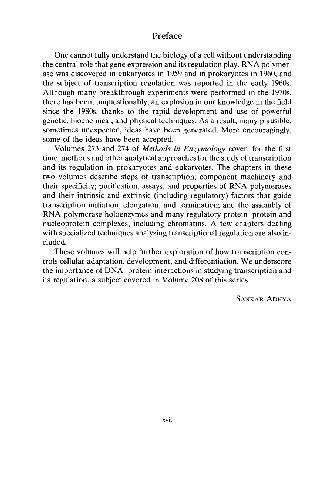 Preface
One cannot fully understand the biology of a cell without understanding
the central role that gene expression and its regulation play. RNA polymer-
ase was discovered in eukaryotes in 1959 and in prokaryotes in 1960, and
the subject of transcription regulation was reported in the early 1960s.
Although many breakthrough experiments were performed in the 1970s,
there has been, unquestionably, an explosion in our knowledge in the field
since the 1980s, thanks to the rapid development and use of powerful
genetic, biochemical, and physical techniques. As a result, many plausible,
sometimes unexpected, ideas have been generated. More encouragingly,
some of the ideas have been accepted.
Volumes 273 and 274 of Methods in Enzymology cover for the first
time methods and other analytical approaches for the study of transcription
and its regulation in prokaryotes and eukaryotes. The chapters in these
two volumes describe steps of transcription, component machinery and
their specificity; purification, assays, and properties of RNA polymerases
and their intrinsic and extrinsic (including regulatory) factors that guide
transcription initiation, elongation, and termination; and the assembly of
RNA polymerase holoenzymes and many regulatory protein–protein and
nucleoprotein complexes, including chromatins. A few chapters dealing
with specialized techniques analyzing transcriptional regulation are also in-
cluded.
These volumes will help further exploration of how transcription con-
trols cellular adaptation, development, and differentiation. We underscore
the importance of DNA–protein interactions in studying transcription and
its regulation, a subject covered in Volume 208 of this series.
SANKAR ADHYA